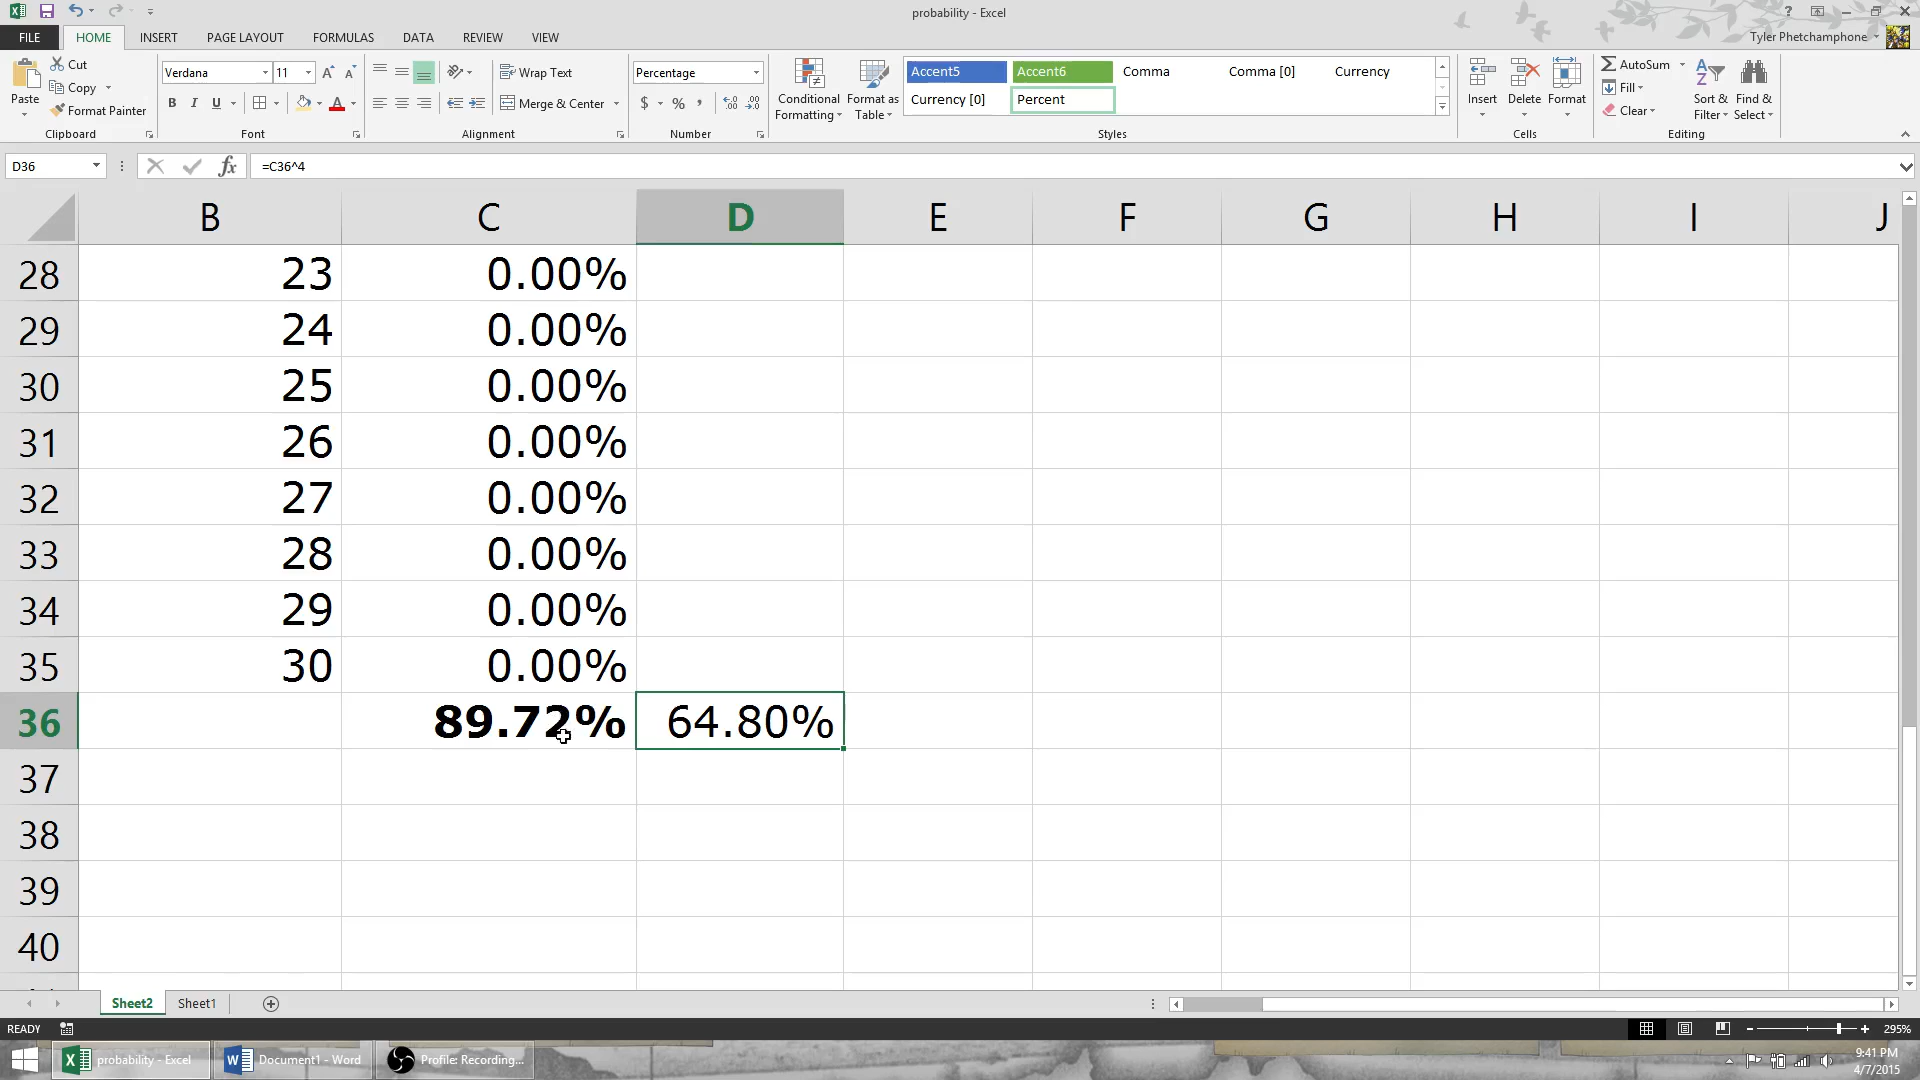 probability - Excel
FILE HOME INSERT PAGE LAYOUT FORMULAS DATA REVIEW VIEW
Tyler Phetchamphone
Paste
Cut
Copy
Format Painter
Clipboard
Verdana 11
B I U
Font
Wrap Text
Merge & Center
Alignment
Percentage
$ % ,
Number
Conditional Formatting
Format as Table
Accent5 Accent6 Comma Comma [0] Currency
Currency [0] Percent
Styles
Insert Delete Format
Cells
AutoSum
Fill
Clear
Sort & Filter
Find & Select
Editing
D36 fx =C36^4
B C D E F G H I J
28 23 0.00%
29 24 0.00%
30 25 0.00%
31 26 0.00%
32 27 0.00%
33 28 0.00%
34 29 0.00%
35 30 0.00%
36 89.72% 64.80%
37
38
39
40
Sheet2 Sheet1
READY 295%
probability - Excel Document1 - Word Profile: Recording...
9:41 PM
4/7/2015